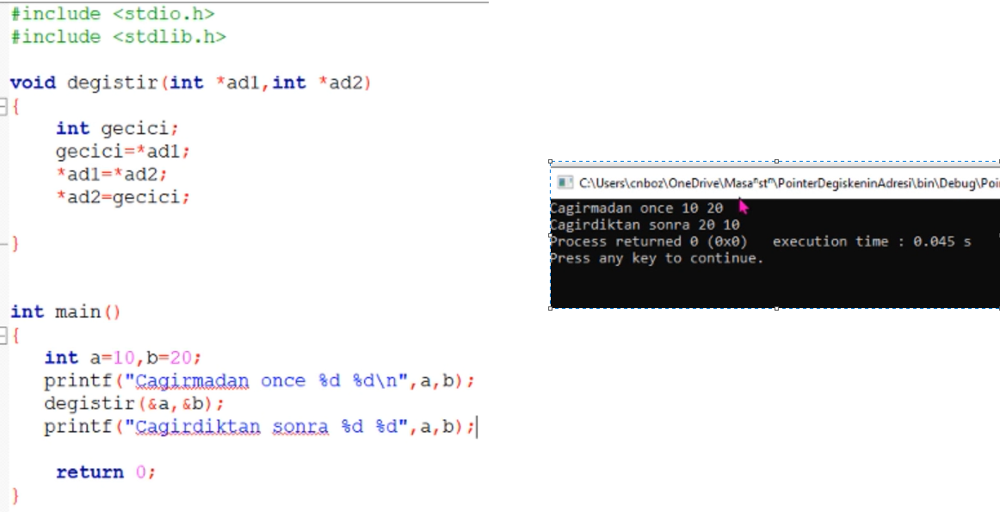 #include <stdio.h>
#include <stdlib.h>
void degistir(int *ad1,int *ad2)
{
int gecici;
gecici=*ad1;
*ad1=*ad2;
*ad2=gecici;
}
int main()
{
int a=10,b=20;
printf("Cagirmadan once %d %d\n",a,b);
degistir(&a,&b);
printf("Cagirdiktan sonra %d %d",a,b);
return 0;
}
C:\Users\cnboz\OneDrive\Masa"st"\PointerDegiskeninAdresi\bin\Debug\Poi
Cagirmadan once 10 20
Cagirdiktan sonra 20 10
Process returned 0 (0x0) execution time : 0.045 s
Press any key to continue.